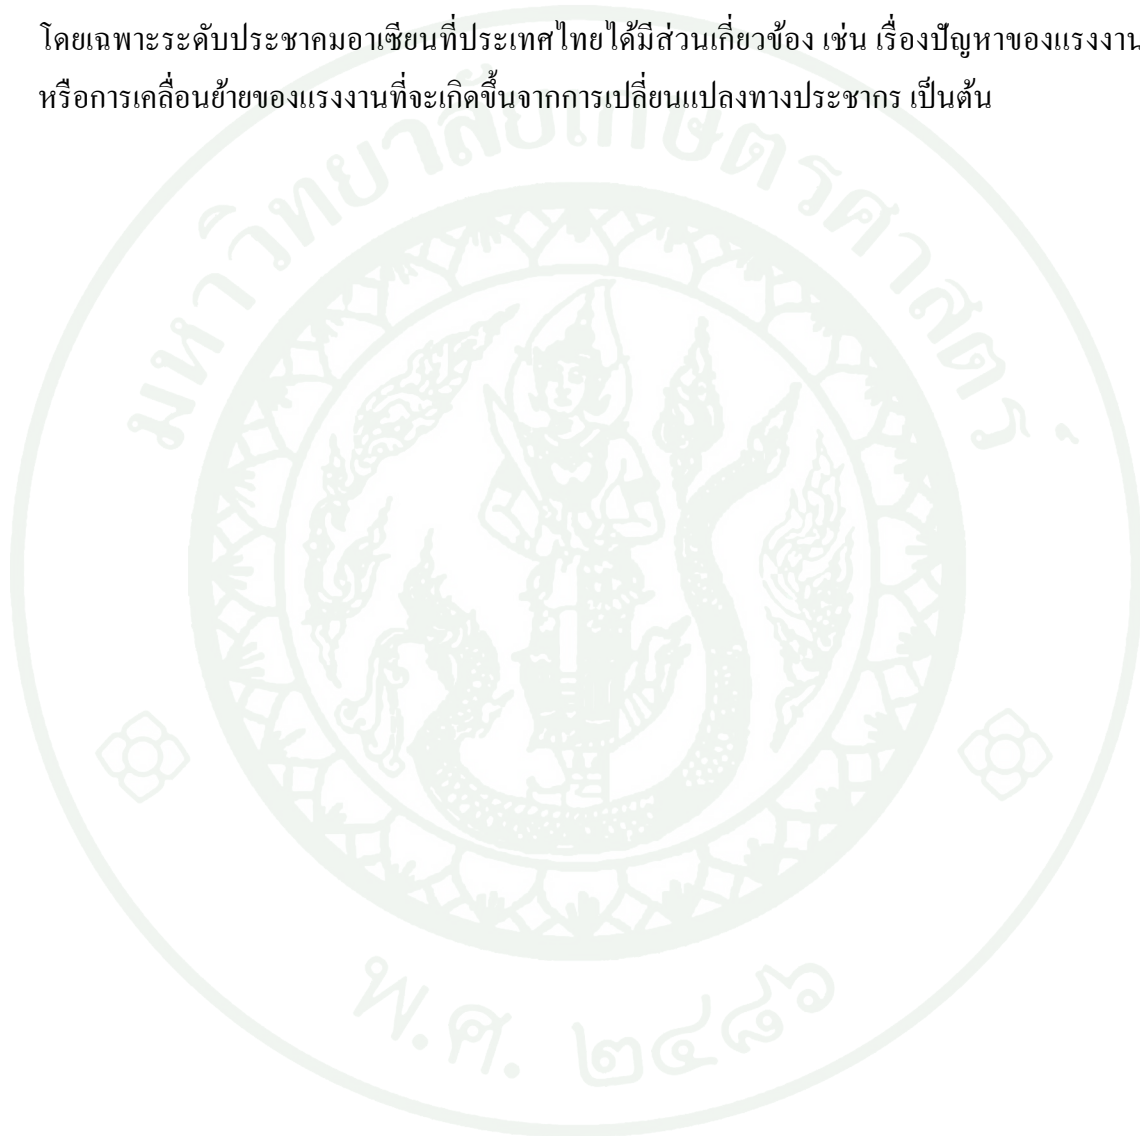 โดยเฉพาะระดับประชาคมอาเซียนที่ประเทศไทยได้มีส่วนเกี่ยวข้อง เช่น เรื่องปัญหาของแรงงาน
หรือการเคลื่อนย้ายของแรงงานที่จะเกิดขึ้นจากการเปลี่ยนแปลงทางประชากร เป็นต้น
มหาวิทยาลัยเกษตรศาสตร์
พ.ศ. ๒๔๘๖